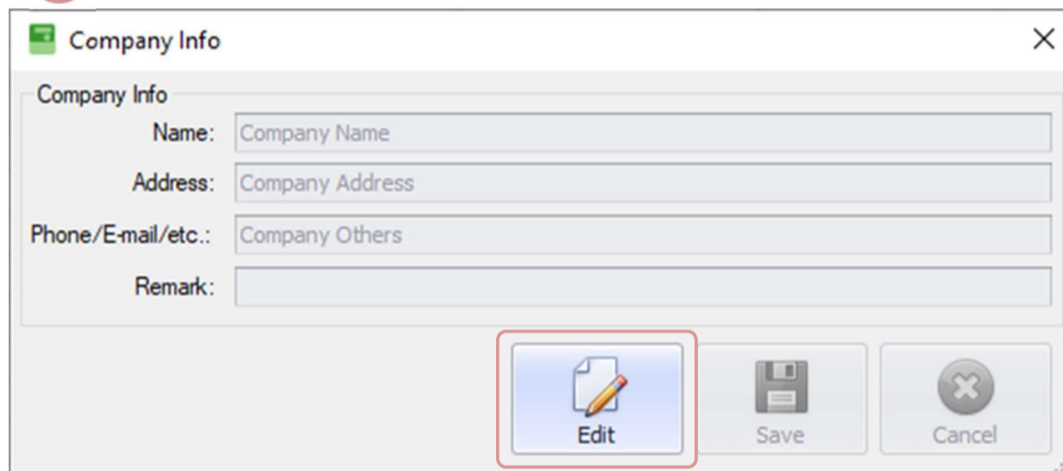 Company Info
Company Info
Name: Company Name
Address: Company Address
Phone/E-mail/etc.: Company Others
Remark:
Edit Save Cancel